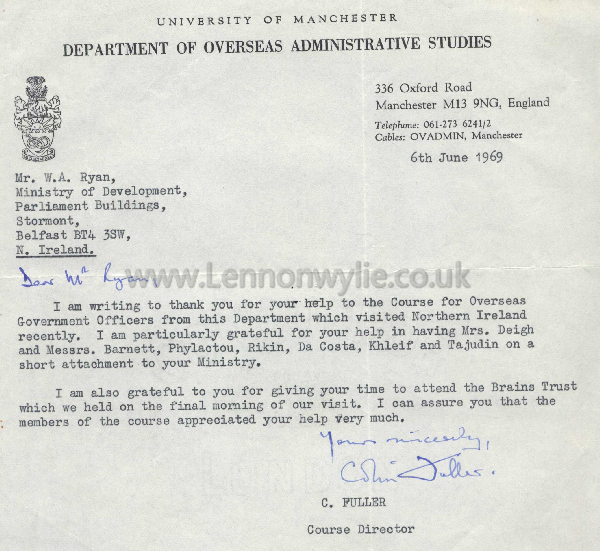 UNIVERSITY OF MANCHESTER
DEPARTMENT OF OVERSEAS ADMINISTRATIVE STUDIES
336 Oxford Road
Manchester M13 9NG, England
Telephone: 061-273 6241/2
Cables: OVADMIN, Manchester
6th June 1969
Mr. W.A. Ryan,
Ministry of Development,
Parliament Buildings,
Stormont,
Belfast BT4 3SW,
N. Ireland.
Dear Mr Ryan,
www.Lennonwylie.co.uk
I am writing to thank you for your help to the Course for Overseas
Government Officers from this Department which visited Northern Ireland
recently. I am particularly grateful for your help in having Mrs. Deigh
and Messrs. Barnett, Phylactou, Rikin, Da Costa, Khleif and Tajudin on a
short attachment to your Ministry.
I am also grateful to you for giving your time to attend the Brains Trust
which we held on the final morning of our visit. I can assure you that the
members of the course appreciated your help very much.
Yours sincerely,
Colin Fuller.
C. FULLER
Course Director